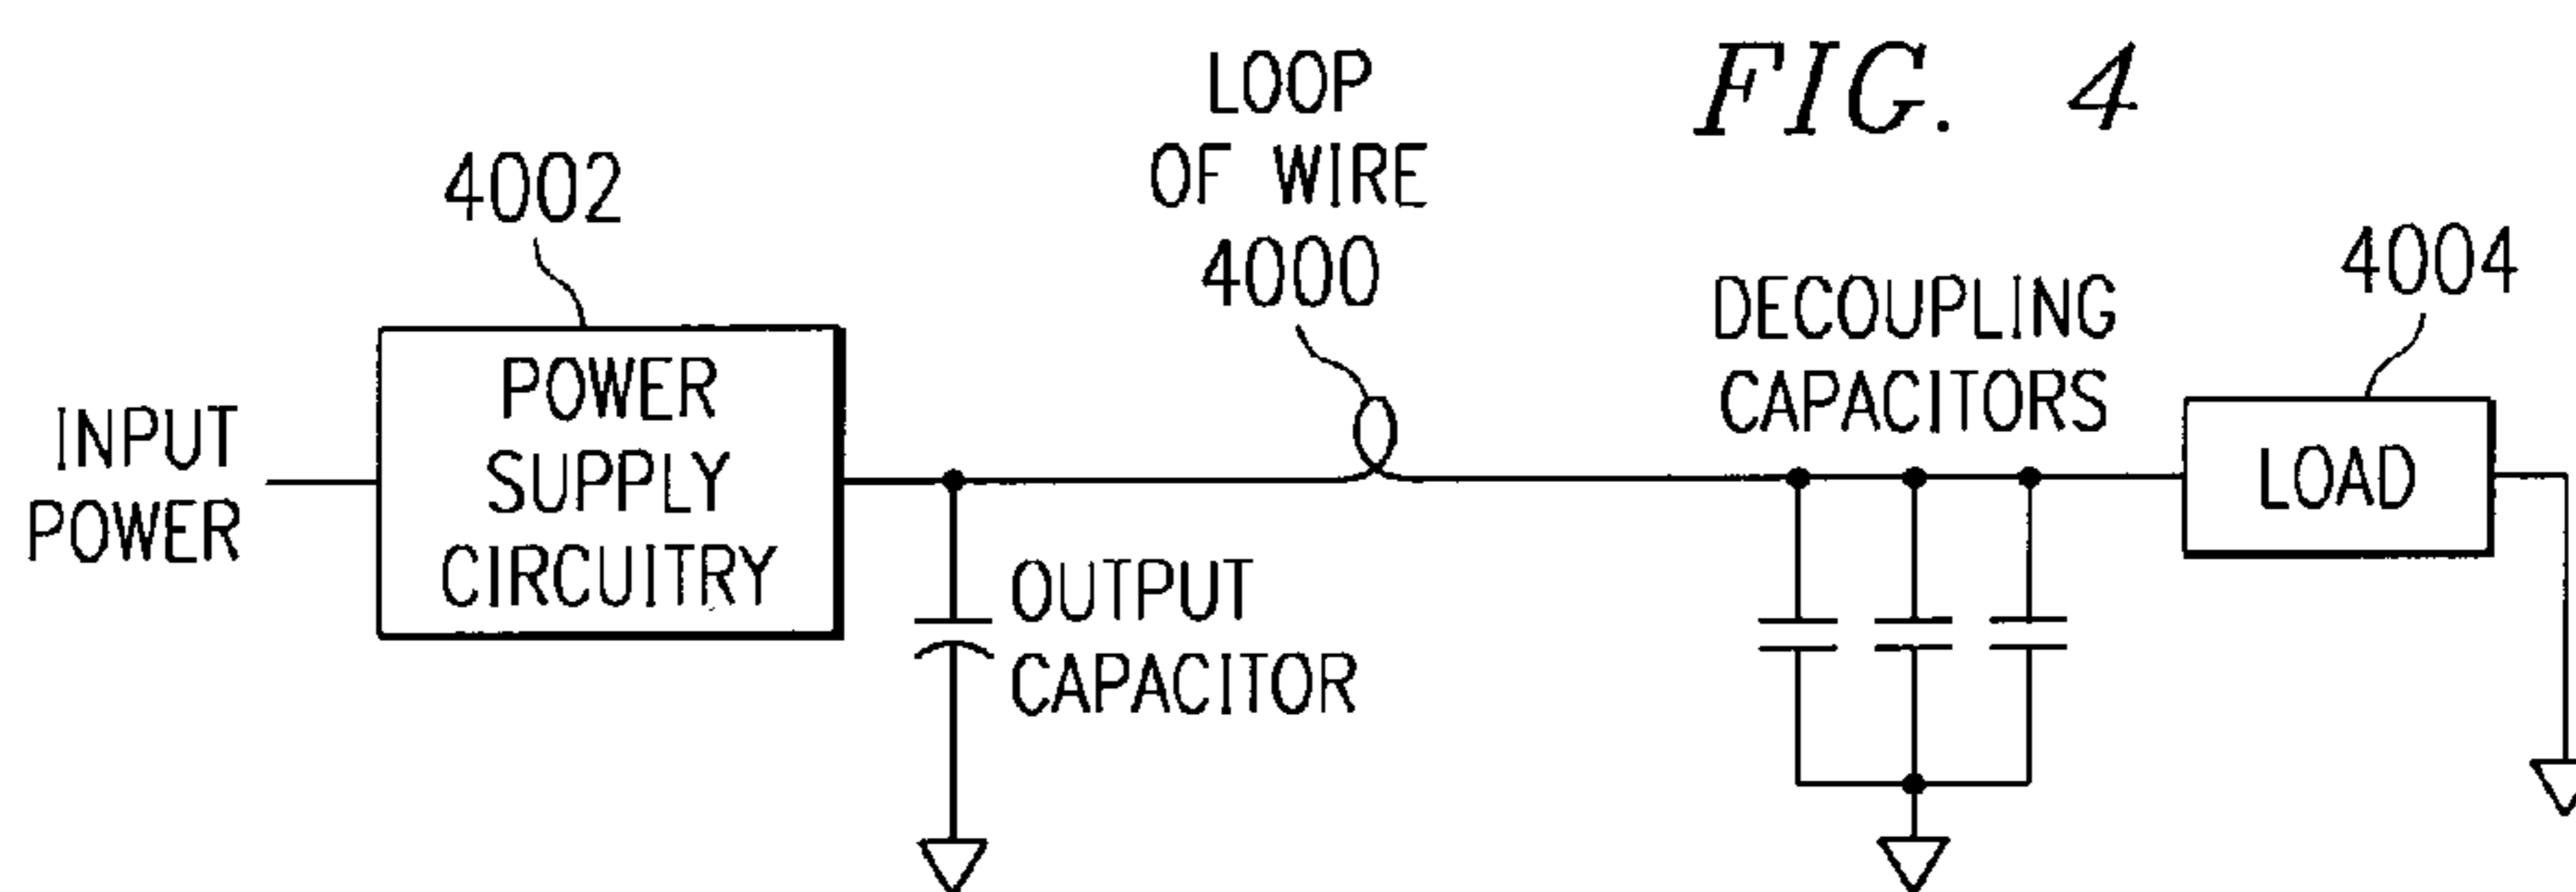 FIG. 4
LOOP
OF WIRE
4000
4002
4004
INPUT
POWER
POWER
SUPPLY
CIRCUITRY
OUTPUT
CAPACITOR
DECOUPLING
CAPACITORS
LOAD